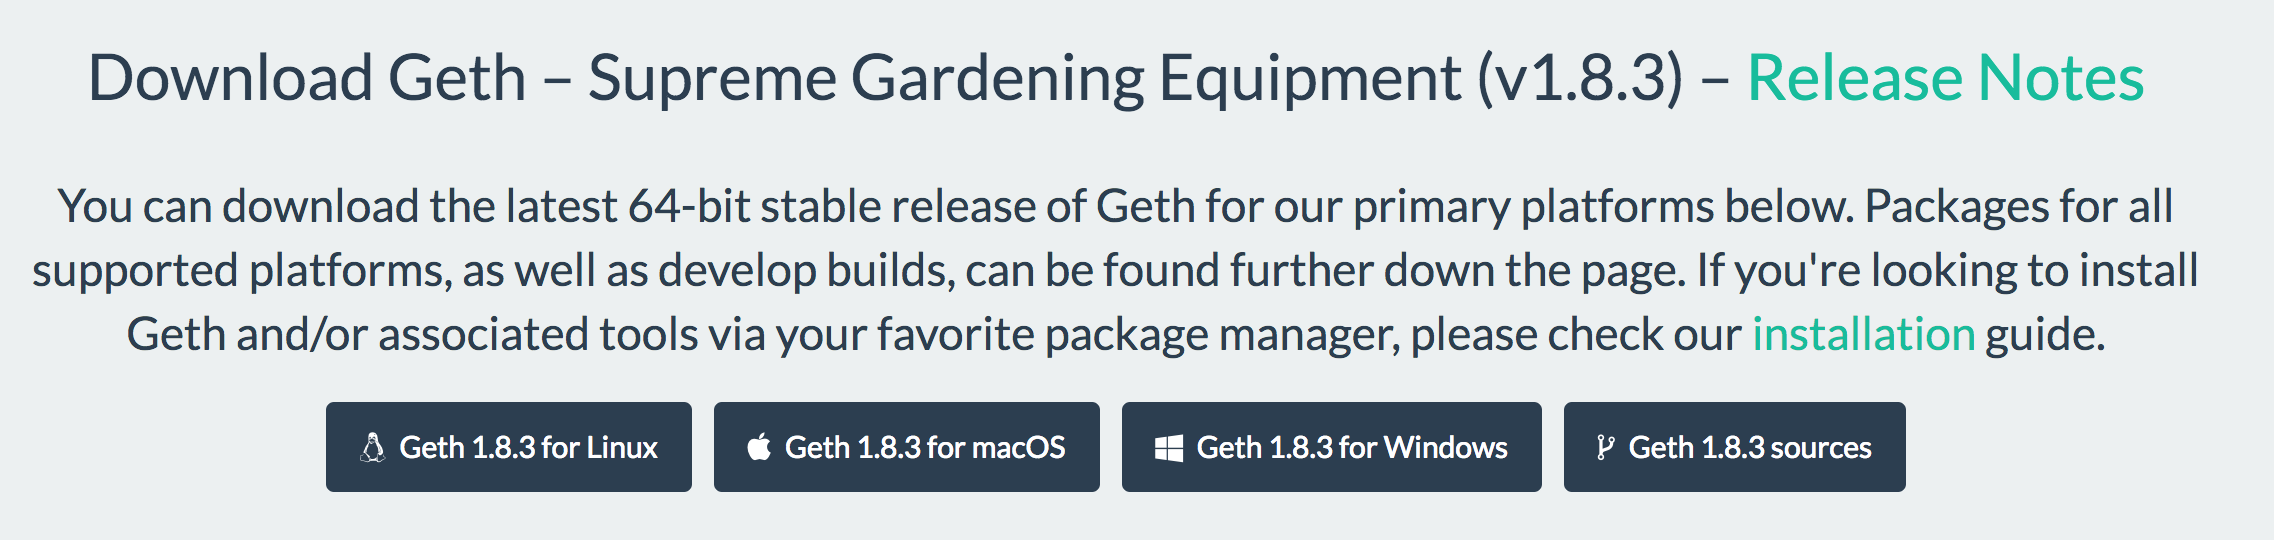 Download Geth – Supreme Gardening Equipment (v1.8.3) – Release Notes
You can download the latest 64-bit stable release of Geth for our primary platforms below. Packages for all
supported platforms, as well as develop builds, can be found further down the page. If you're looking to install
Geth and/or associated tools via your favorite package manager, please check our installation guide.
Geth 1.8.3 for Linux
Geth 1.8.3 for macOS
Geth 1.8.3 for Windows
Geth 1.8.3 sources